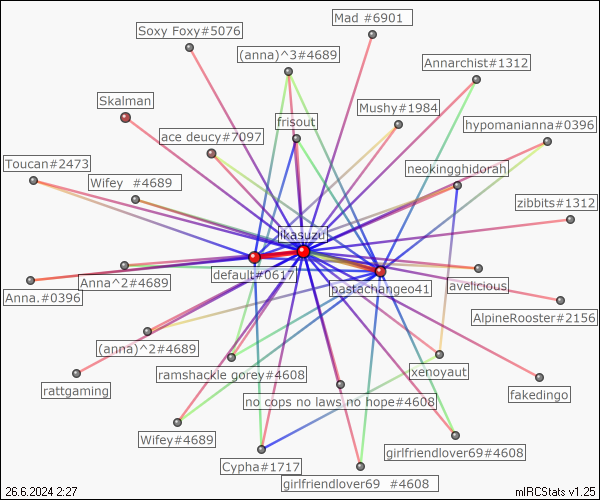 Mad #6901
Soxy Foxy#5076
(anna)^3#4689
Annarchist#1312
Skalman
Mushy#1984
frisout
hypomanianna#0396
ace deucy#7097
Toucan#2473
neokingghidorah
Wifey #4689
zibbits#1312
ikasuzu
default#0617
Anna^2#4689
avelicious
pastachangeo41
Anna.#0396
AlpineRooster#2156
(anna)^2#4689
xenoyaut
ramshackle gorey#4608
rattgaming
fakedingo
no cops no laws no hope#4608
Wifey#4689
girlfriendlover69#4608
Cypha#1717
girlfriendlover69 #4608
26.6.2024 2:27
mIRCStats v1.25